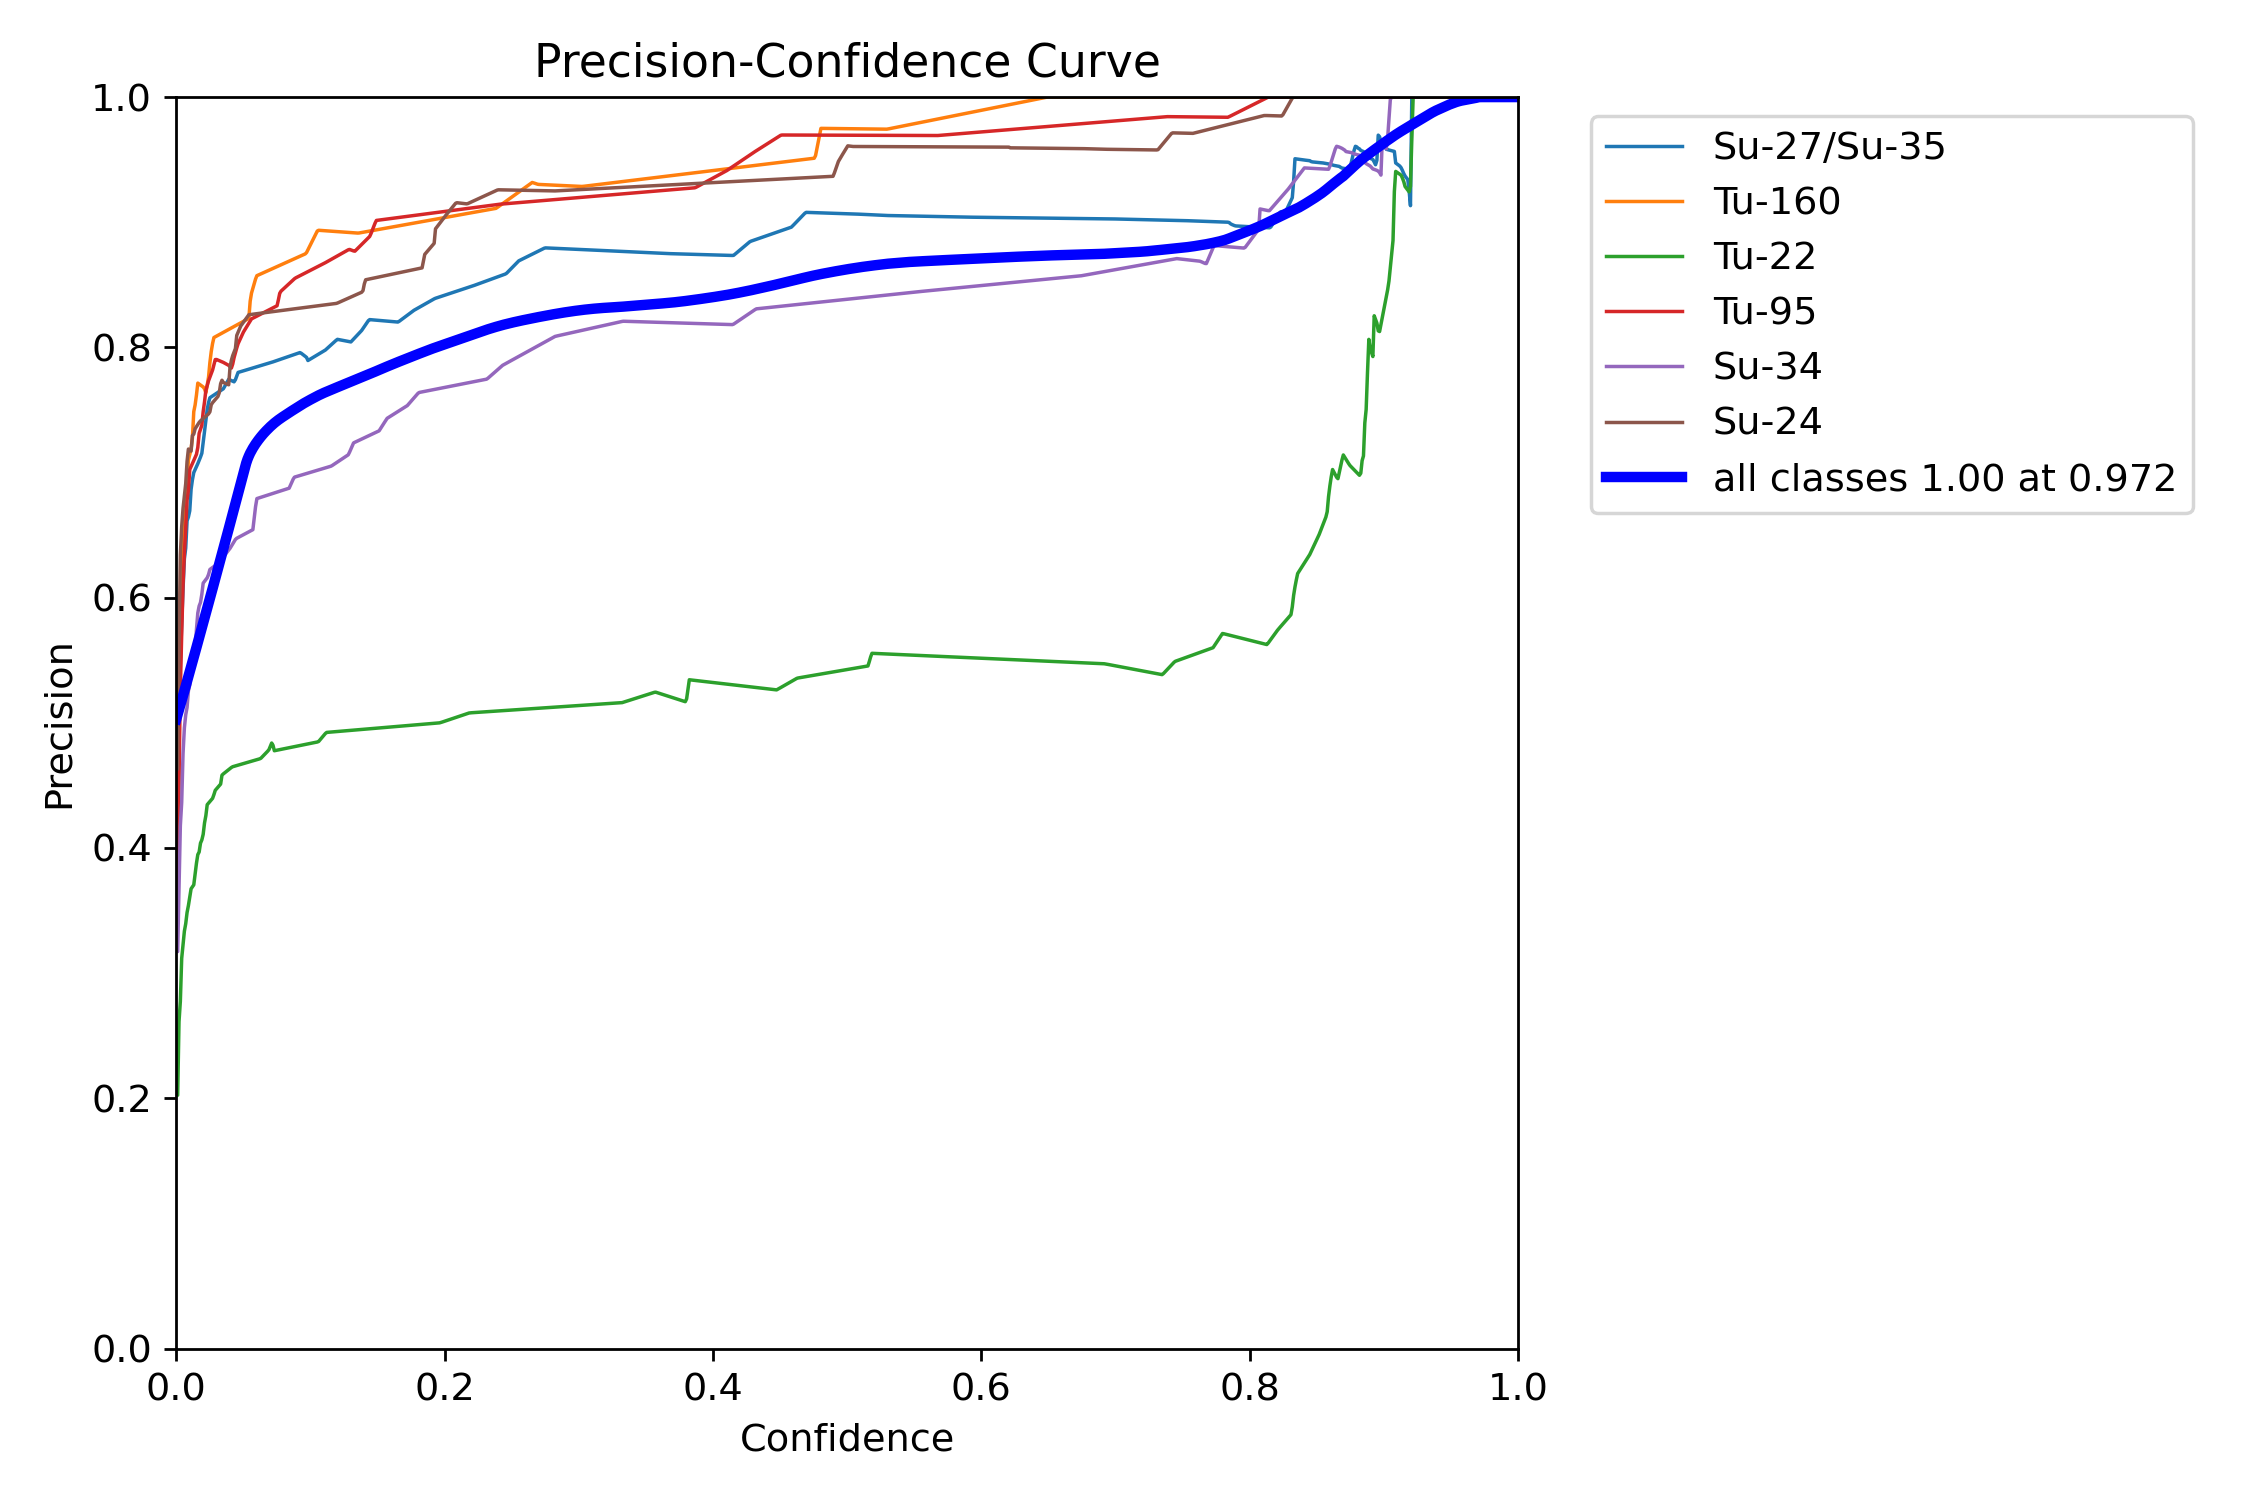 Precision-Confidence Curve
1.0
0.8
0.6
0.4
0.2
0.0
Precision
0.0 0.2 0.4 0.6 0.8 1.0
Confidence
Su-27/Su-35
Tu-160
Tu-22
Tu-95
Su-34
Su-24
all classes 1.00 at 0.972